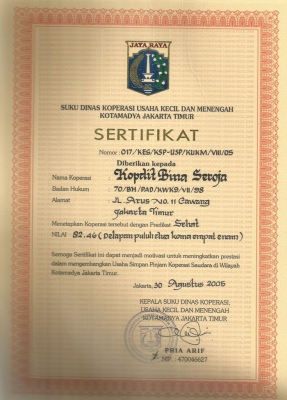 JAYA RAYA
SUKU DINAS KOPERASI USAHA KECIL DAN MENENGAH
KOTAMADYA JAKARTA TIMUR
SERTIFIKAT
Nomor : 017/KES/KSP-USP/KUKM/VIII/05
Diberikan kepada
Nama Koperasi : Kopdit Bina Seroja
Badan Hukum : 70/BH/PAD/KWK9/VII/98
Alamat : JL. Arus No. 11 Cawang
Jakarta Timur
Menetapkan Koperasi tersebut dengan Predikat Sehat
NILAI 82.46 (Delapan puluh dua koma empat enam)
Semoga Sertifikat ini dapat menjadi motivasi untuk meningkatkan prestasi
dalam mengembangkan Usaha Simpan Pinjam Koperasi Saudara di Wilayah
Kotamadya Jakarta Timur.
Jakarta, 30 Agustus 2005
KEPALA SUKU DINAS KOPERASI,
USAHA KECIL DAN MENENGAH
KOTAMADYA JAKARTA TIMUR
PHIA ARIF
NIP. 470046627